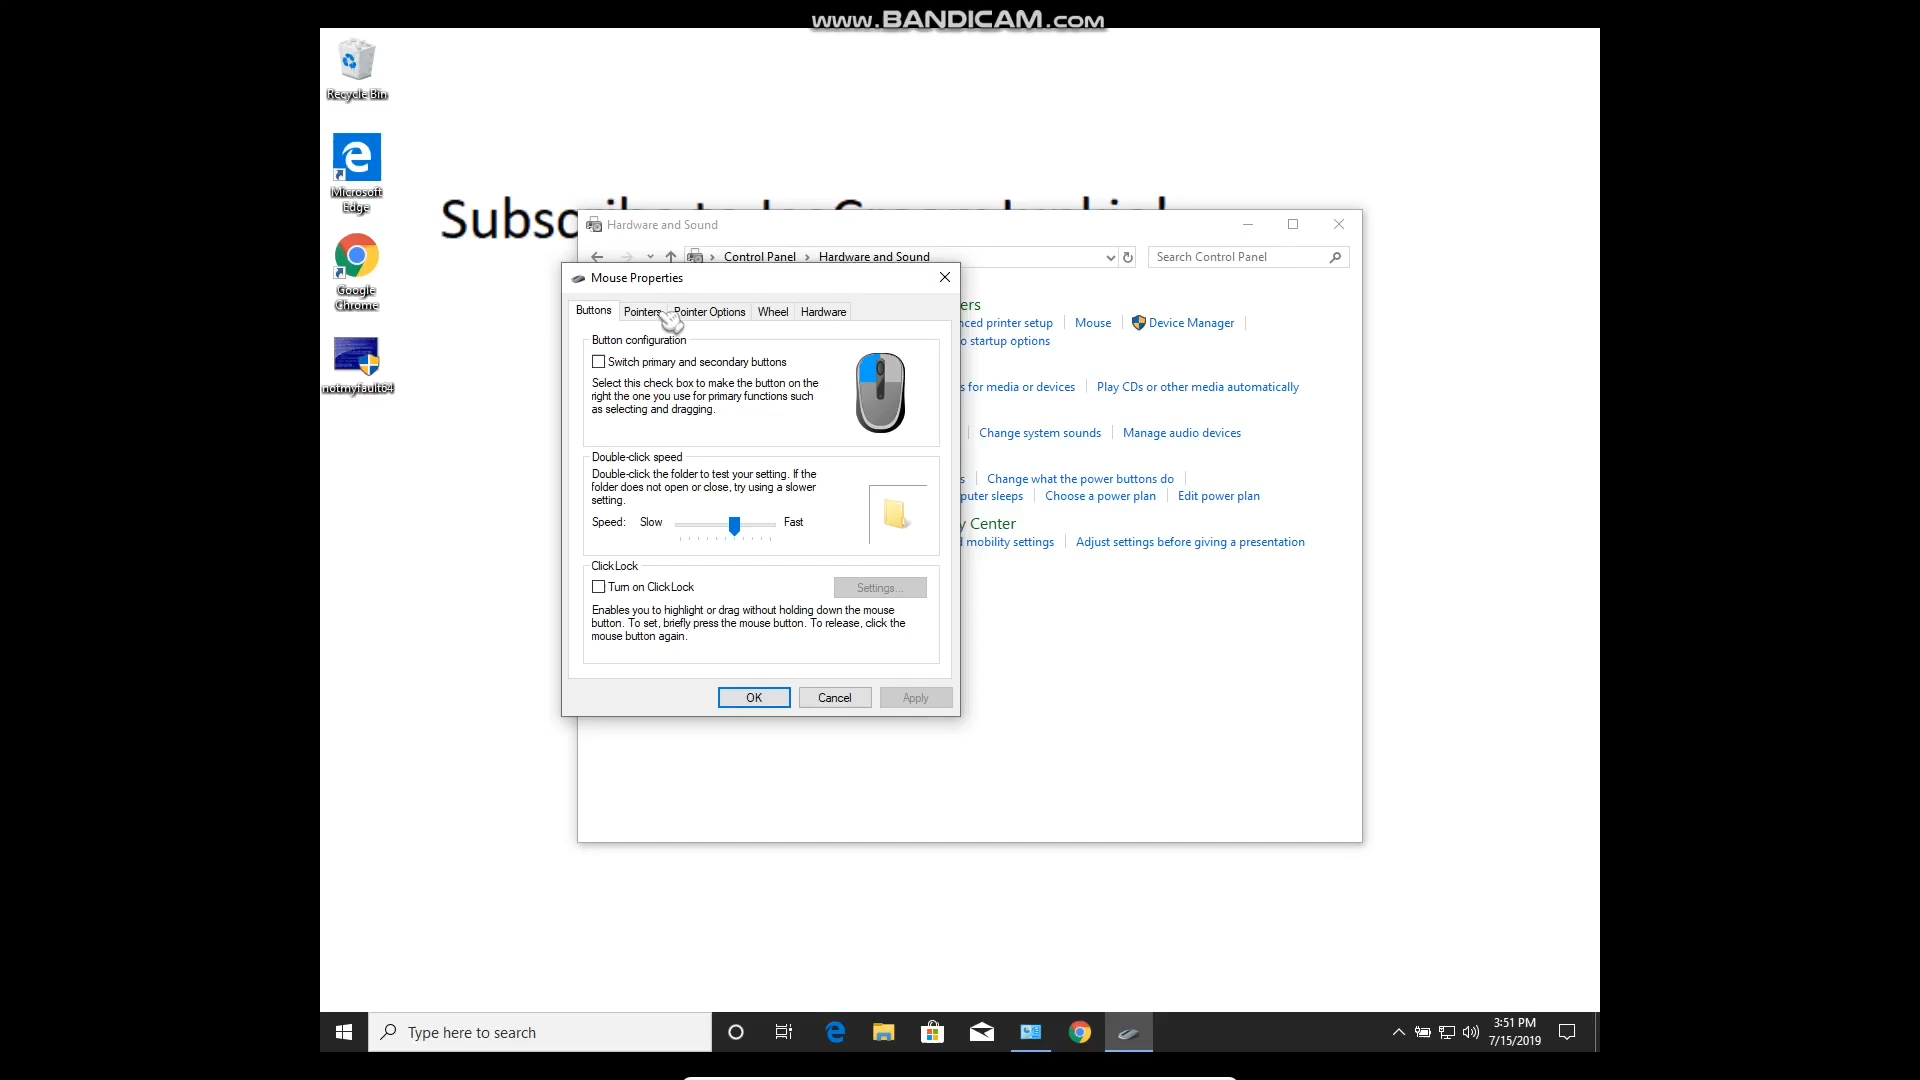 www.BANDICAM.com
Recycle Bin
Microsoft
Edge
Google
Chrome
notmyfault64
Hardware and Sound
Control Panel
Hardware and Sound
Search Control Panel
Mouse Properties
Buttons
Pointers
Pointer Options
Wheel
Hardware
Button configuration
Switch primary and secondary buttons
Select this check box to make the button on the
right the one you use for primary functions such
as selecting and dragging.
Double-click speed
Double-click the folder to test your setting. If the
folder does not open or close, try using a slower
setting.
Speed: Slow Fast
ClickLock
Turn on ClickLock
Settings...
Enables you to highlight or drag without holding down the mouse
button. To set, briefly press the mouse button. To release, click the
mouse button again.
OK
Cancel
Apply
printer setup Mouse Device Manager
startup options
for media or devices Play CDs or other media automatically
Change system sounds Manage audio devices
Change what the power buttons do
sleeps Choose a power plan Edit power plan
Center
mobility settings Adjust settings before giving a presentation
Type here to search
3:51 PM
7/15/2019